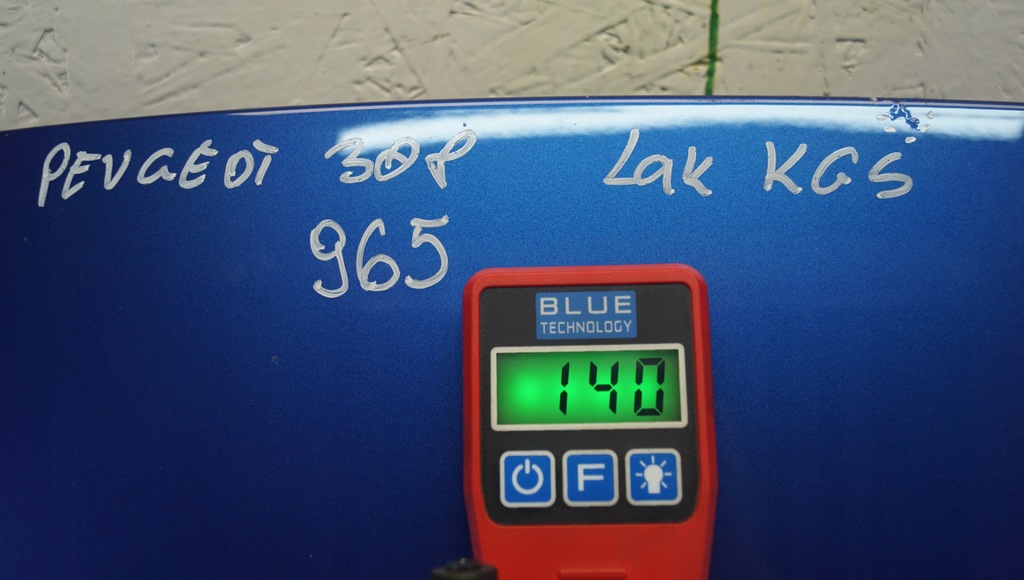 PEUGEOT 308 Lak KGS
965
BLUE
TECHNOLOGY
140
F